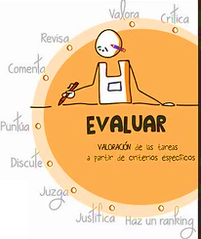 Valora
Critica
Revisa
Comenta
Puntúa
EVALUAR
VALORACIÓN de las tareas
a partir de criterios específicos
Discute
Juzga
Justifica
Haz un ranking